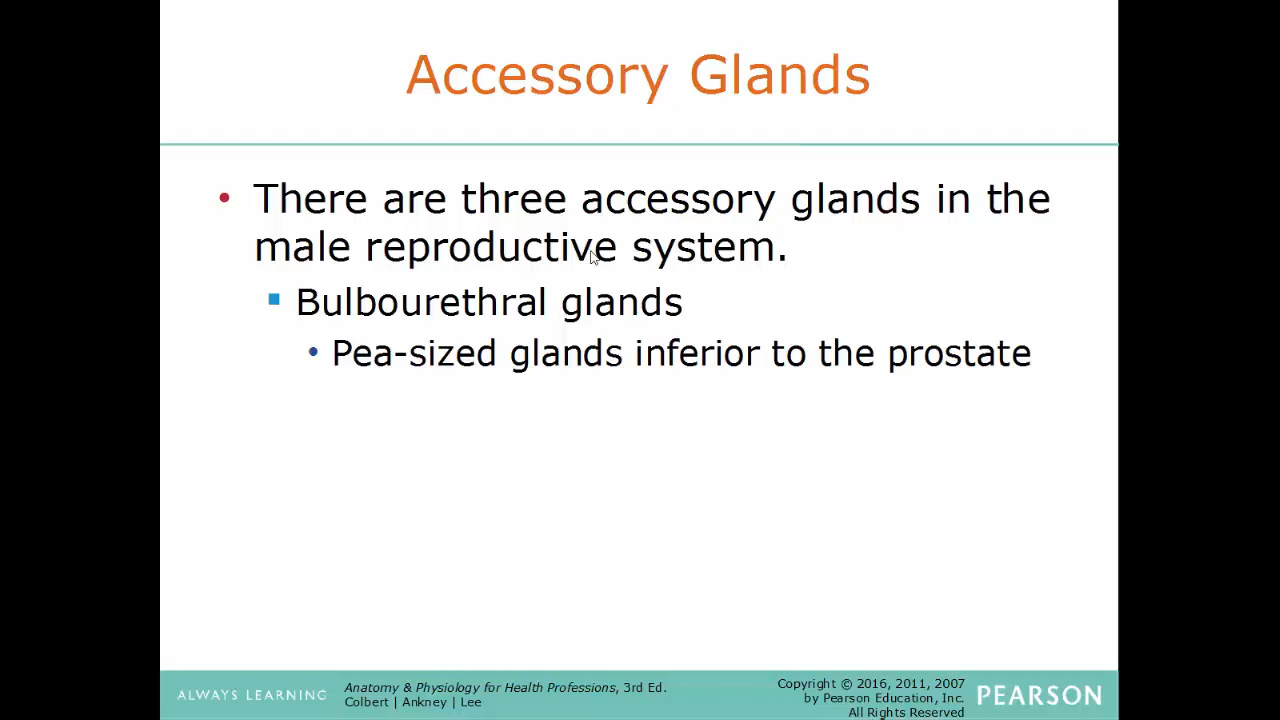 Accessory Glands
• There are three accessory glands in the
male reproductive system.
▪ Bulbourethral glands
• Pea-sized glands inferior to the prostate
ALWAYS LEARNING
Anatomy & Physiology for Health Professions, 3rd Ed.
Colbert | Ankney | Lee
Copyright © 2016, 2011, 2007
by Pearson Education, Inc.
All Rights Reserved
PEARSON